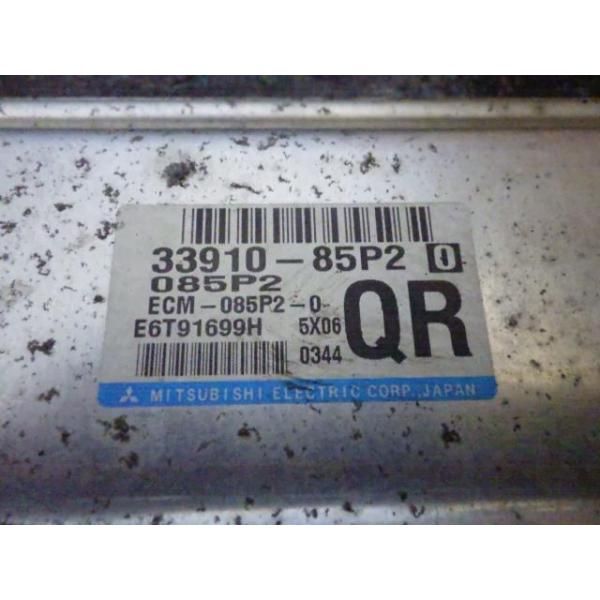 33910-85P2 0
085P2
ECM-085P2-0
E6T91699H 5X06
0344
QR
MITSUBISHI ELECTRIC CORP., JAPAN